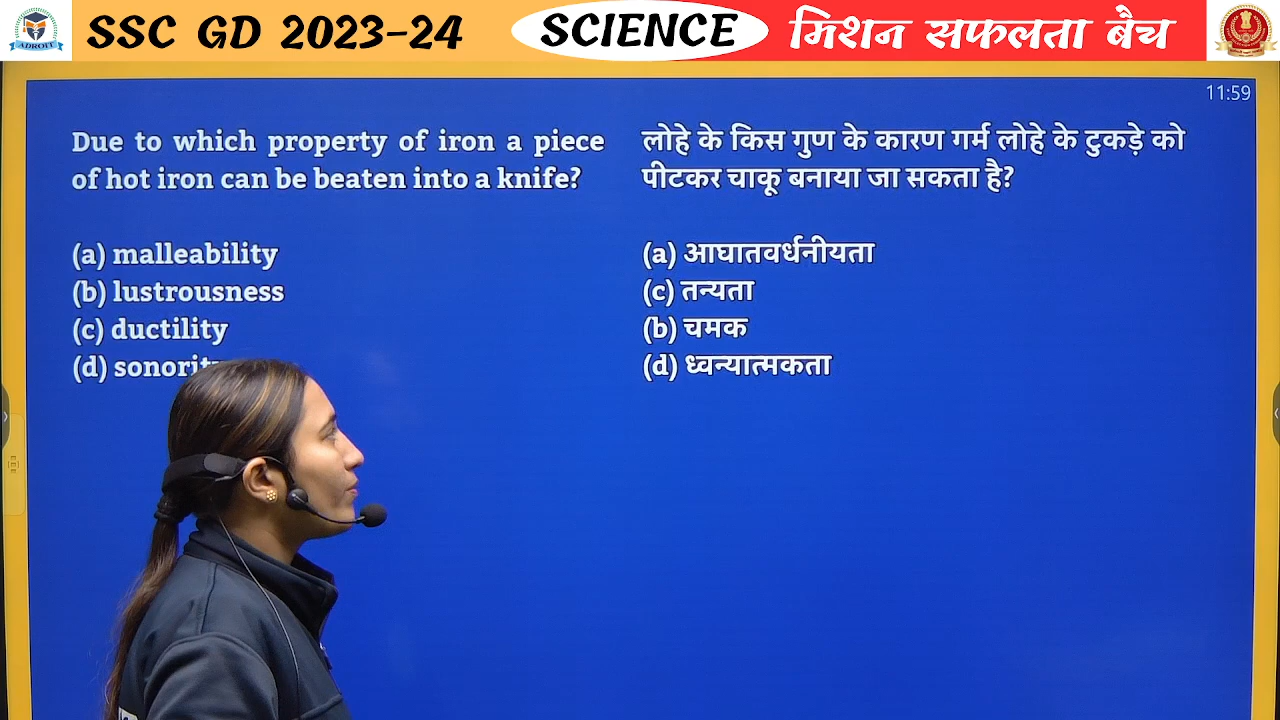 SSC GD 2023-24
SCIENCE
मिशन सफलता बैच
ADROIT
11:59
Due to which property of iron a piece
of hot iron can be beaten into a knife?
(a) malleability
(b) lustrousness
(c) ductility
(d)
लोहे के किस गुण के कारण गर्म लोहे के टुकड़े को
पीटकर चाकू बनाया जा सकता है?
(a) आघातवर्धनीयता
(c) तन्यता
(b) चमक
(d) ध्वन्यात्मकता